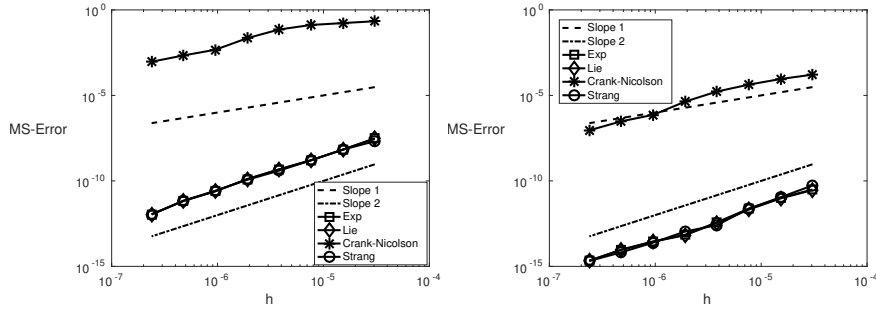 10^0
10^-5
10^-10
10^-15
MS-Error
Slope 1
Slope 2
Exp
Lie
Crank-Nicolson
Strang
10^-7
10^-6
10^-5
10^-4
h
10^0
10^-5
10^-10
10^-15
MS-Error
Slope 1
Slope 2
Exp
Lie
Crank-Nicolson
Strang
10^-7
10^-6
10^-5
10^-4
h